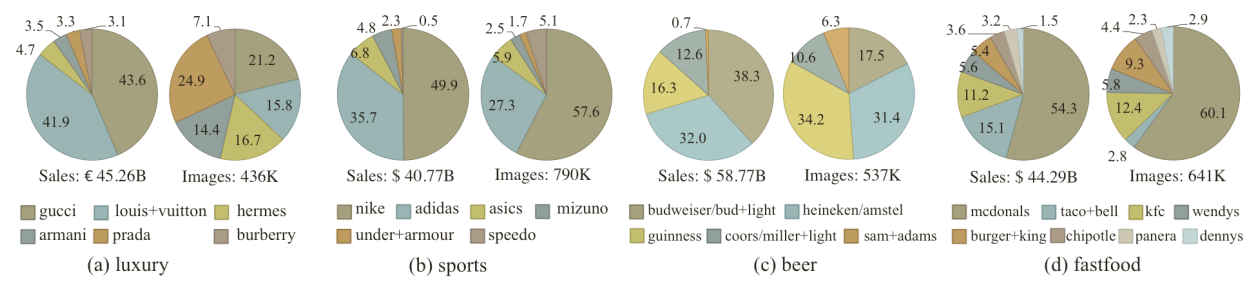 3.5 3.3 3.1
4.7
43.6
41.9
Sales: € 45.26B
7.1
21.2
24.9
15.8
14.4
16.7
Images: 436K
gucci louis+vuitton hermes
armani prada burberry
(a) luxury
4.8 2.3 0.5
6.8
49.9
35.7
Sales: $ 40.77B
2.5 1.7 5.1
5.9
27.3
57.6
Images: 790K
nike adidas asics mizuno
under+armour speedo
(b) sports
0.7
12.6
38.3
16.3
32.0
Sales: $ 58.77B
6.3
10.6
17.5
34.2
31.4
Images: 537K
budweiser/bud+light heineken/amstel
guinness coors/miller+light sam+adams
(c) beer
3.6 3.2 1.5
5.4
5.6
11.2
54.3
15.1
Sales: $ 44.29B
4.4 2.3 2.9
9.3
5.8
12.4
60.1
2.8
Images: 641K
mcdonals taco+bell kfc wendys
burger+king chipotle panera dennys
(d) fastfood